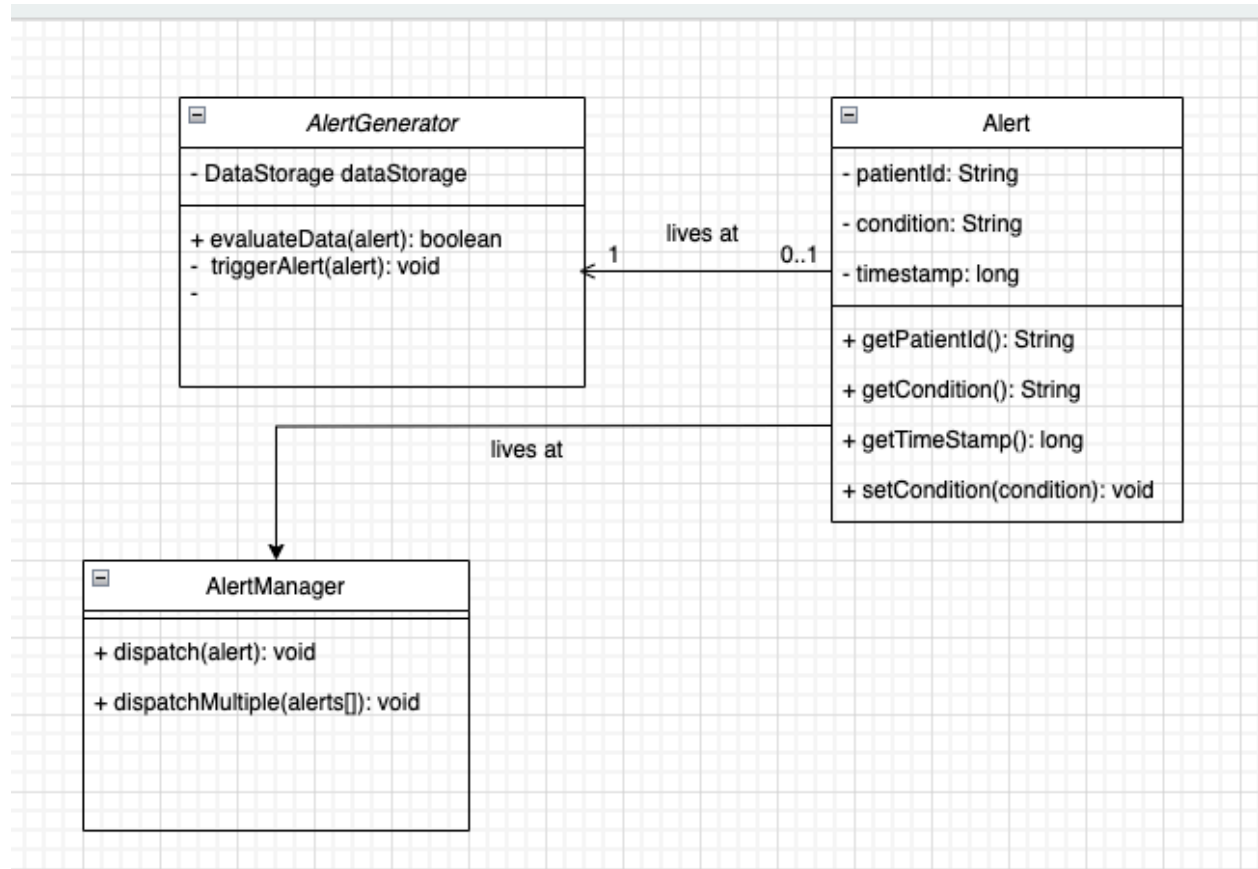 AlertGenerator
- DataStorage dataStorage
+ evaluateData(alert): boolean
- triggerAlert(alert): void
-
lives at
1
0..1
Alert
- patientId: String
- condition: String
- timestamp: long
+ getPatientId(): String
+ getCondition(): String
+ getTimeStamp(): long
+ setCondition(condition): void
lives at
AlertManager
+ dispatch(alert): void
+ dispatchMultiple(alerts[]): void